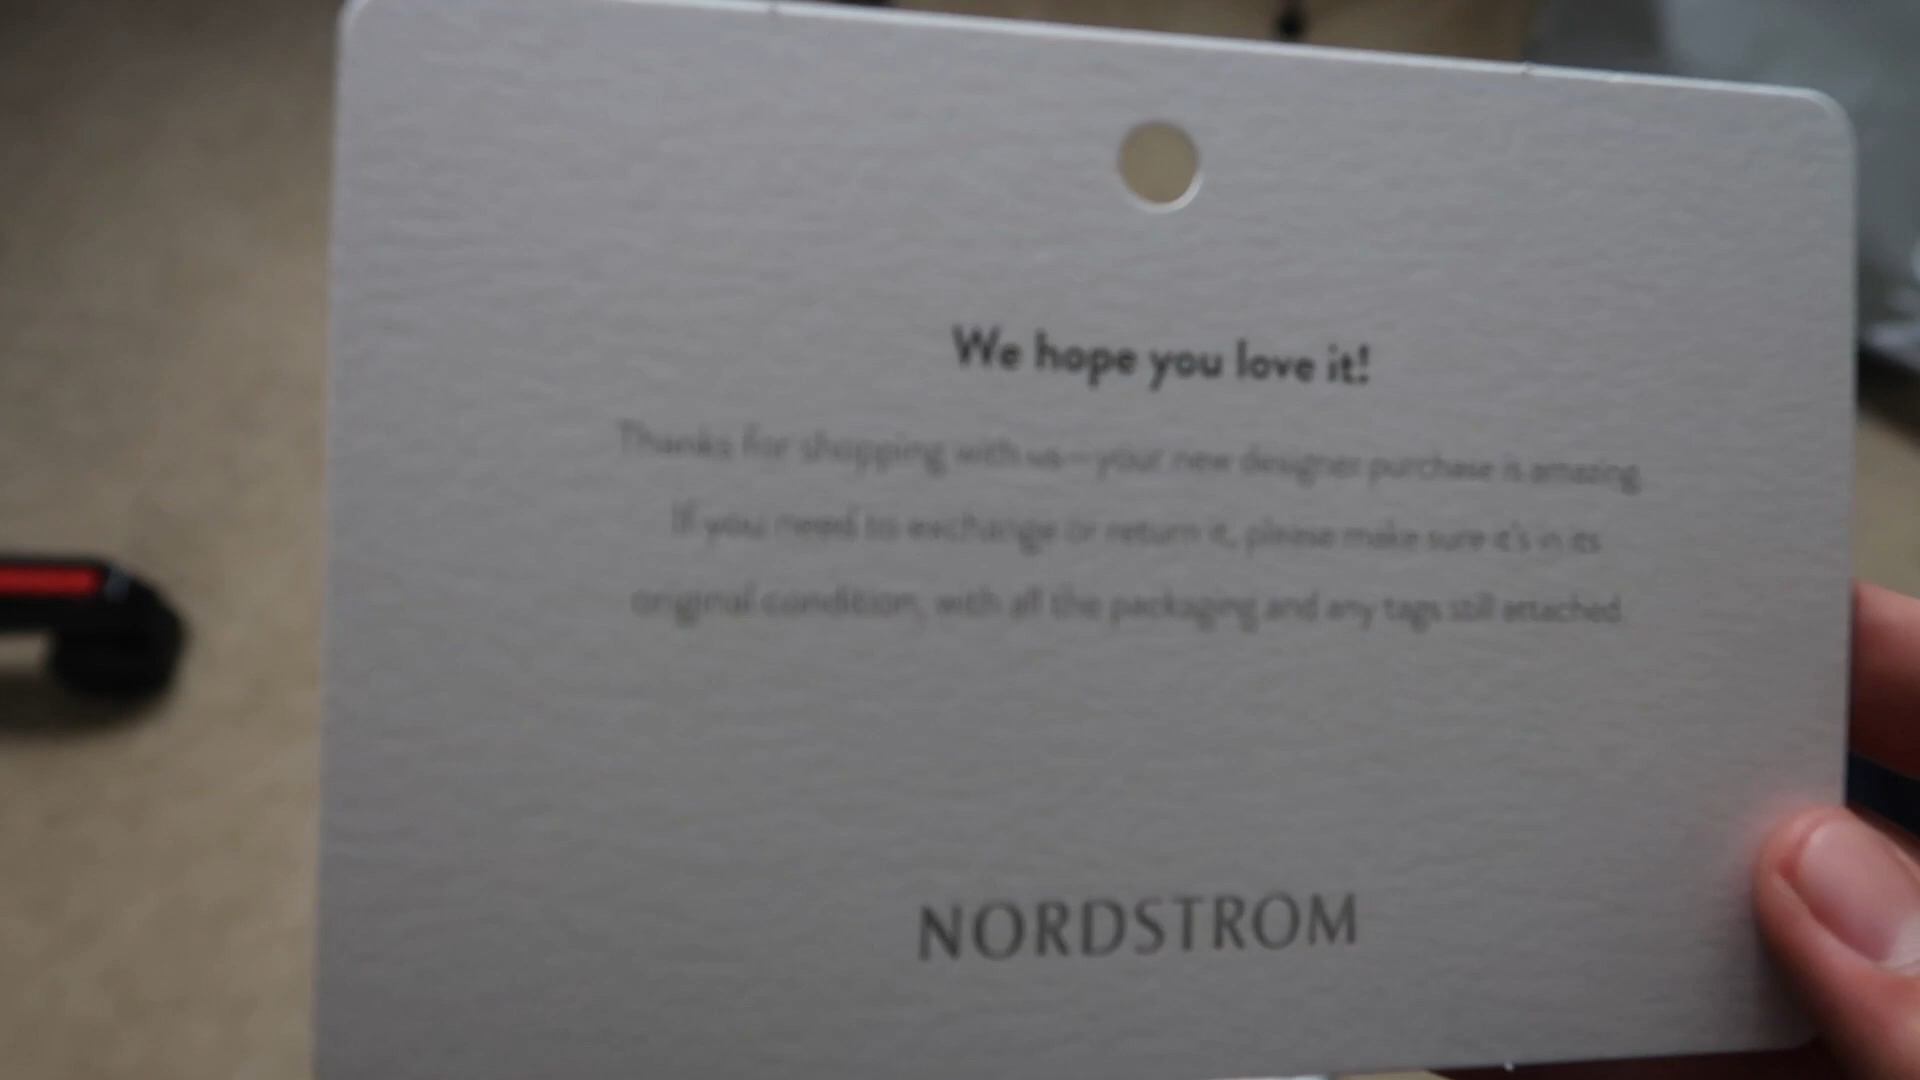 We hope you love it!
Thanks for shopping with us—your new designer purchase is amazing.
If you need to exchange or return it, please make sure it's in its
original condition, with all the packaging and any tags still attached.
NORDSTROM